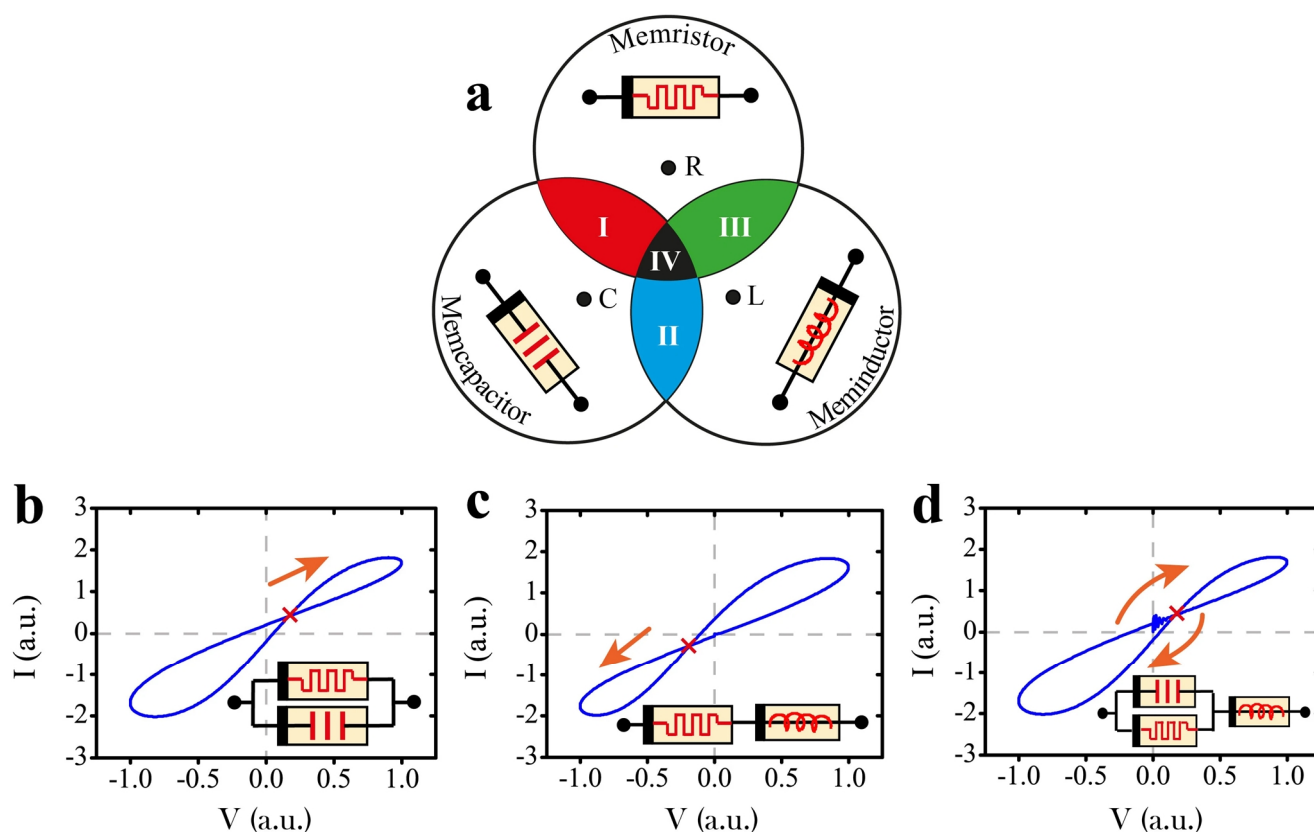 a
Memristor
R
I
III
IV
C
L
II
Memcapacitor
Meminductor
b
3
2
1
0
-1
-2
-3
I (a.u.)
-1.0 -0.5 0.0 0.5 1.0
V (a.u.)
c
3
2
1
0
-1
-2
-3
I (a.u.)
-1.0 -0.5 0.0 0.5 1.0
V (a.u.)
d
3
2
1
0
-1
-2
-3
I (a.u.)
-1.0 -0.5 0.0 0.5 1.0
V (a.u.)